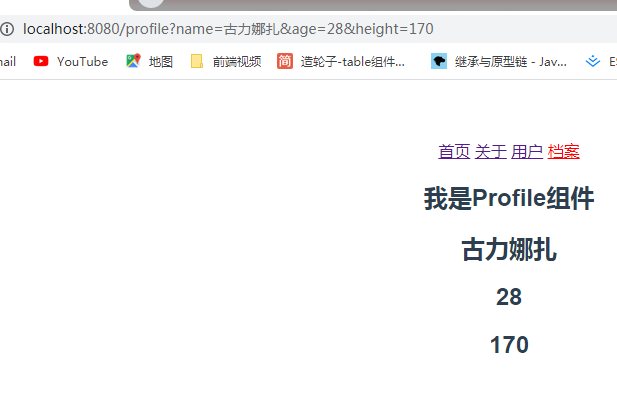 localhost:8080/profile?name=古力娜扎&age=28&height=170
nail YouTube 地图 前端视频 简 造轮子-table组件... 继承与原型链 - Jav... ES
首页 关于 用户 档案
我是Profile组件
古力娜扎
28
170